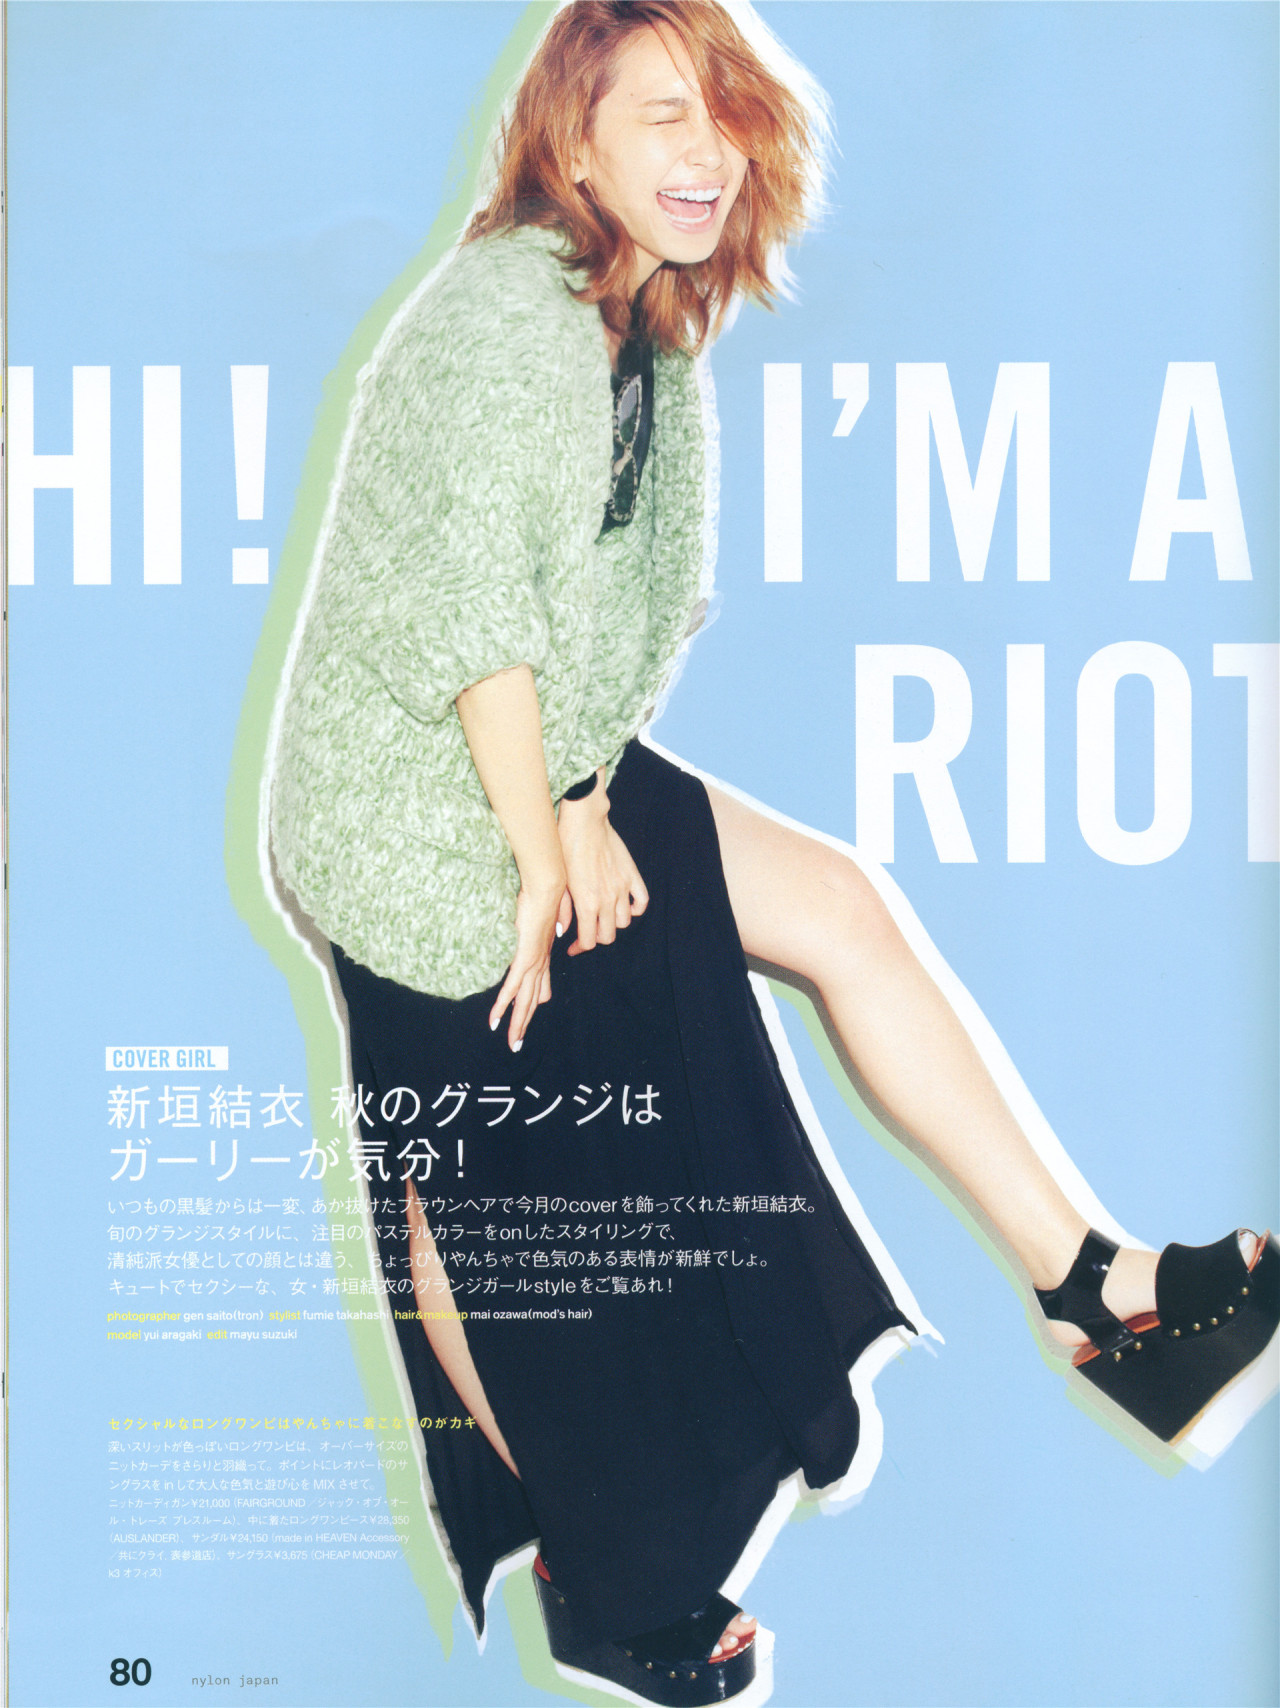 HI! I'M A
RIOT
COVER GIRL
新垣結衣 秋のグランジは
ガーリーが気分！
いつもの黒髪からは一変、あか抜けたブラウンヘアで今月のcoverを飾ってくれた新垣結衣。
旬のグランジスタイルに、注目のパステルカラーをonしたスタイリングで、
清純派女優としての顔とは違う、ちょっぴりやんちゃで色気のある表情が新鮮でしょ。
キュートでセクシーな、女・新垣結衣のグランジガールstyleをご覧あれ！
photographer gen saito(tron) stylist fumie takahashi hair&makeup mai ozawa(mod's hair)
model yui aragaki edit mayu suzuki
セクシャルなロングワンピはやんちゃに着こなすのがカギ
深いスリットが色っぽいロングワンピは、オーバーサイズの
ニットカーデをさらりと羽織って。ポイントにレオパードのサ
ングラスを in して大人な色気と遊び心を MIX させて。
ニットカーディガン¥21,000（FAIRGROUND／ジャック・オブ・オー
ル・トレーズ プレスルーム）、中に着たロングワンピース¥28,350
（AUSLANDER）、サンダル¥24,150（made in HEAVEN Accessory
／共にクライ. 表参道店）、サングラス¥3,675（CHEAP MONDAY／
k3 オフィス）
80 nylon japan